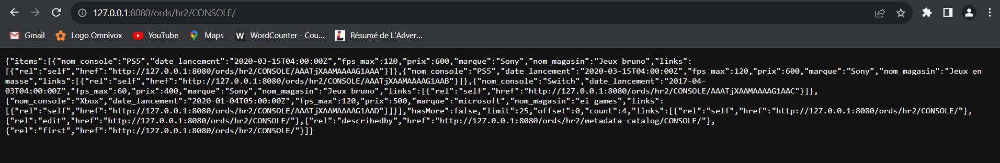 127.0.0.1:8080/ords/hr2/CONSOLE/
Gmail Logo Omnivox YouTube Maps W WordCounter - Cou... L Résumé de L'Adver...
{"items":[{"nom_console":"PS5","date_lancement":"2020-03-15T04:00:00Z","fps_max":120,"prix":600,"marque":"Sony","nom_magasin":"Jeux bruno","links":
[{"rel":"self","href":"http://127.0.0.1:8080/ords/hr2/CONSOLE/AAATjXAAMAAAAG1AAA"}]},{"nom_console":"PS5","date_lancement":"2020-03-15T04:00:00Z","fps_max":120,"prix":600,"marque":"Sony","nom_magasin":"Jeux en
masse","links":[{"rel":"self","href":"http://127.0.0.1:8080/ords/hr2/CONSOLE/AAATjXAAMAAAAG1AAB"}]},{"nom_console":"Switch","date_lancement":"2017-04-
03T04:00:00Z","fps_max":60,"prix":400,"marque":"Sony","nom_magasin":"Jeux bruno","links":[{"rel":"self","href":"http://127.0.0.1:8080/ords/hr2/CONSOLE/AAATjXAAMAAAAG1AAC"}]},
{"nom_console":"Xbox","date_lancement":"2020-01-04T05:00:00Z","fps_max":120,"prix":500,"marque":"microsoft","nom_magasin":"ei games","links":
[{"rel":"self","href":"http://127.0.0.1:8080/ords/hr2/CONSOLE/AAATjXAAMAAAAG1AAD"}]}],"hasMore":false,"limit":25,"offset":0,"count":4,"links":[{"rel":"self","href":"http://127.0.0.1:8080/ords/hr2/CONSOLE/"},
{"rel":"edit","href":"http://127.0.0.1:8080/ords/hr2/CONSOLE/"},{"rel":"describedby","href":"http://127.0.0.1:8080/ords/hr2/metadata-catalog/CONSOLE/"},
{"rel":"first","href":"http://127.0.0.1:8080/ords/hr2/CONSOLE/"}]}